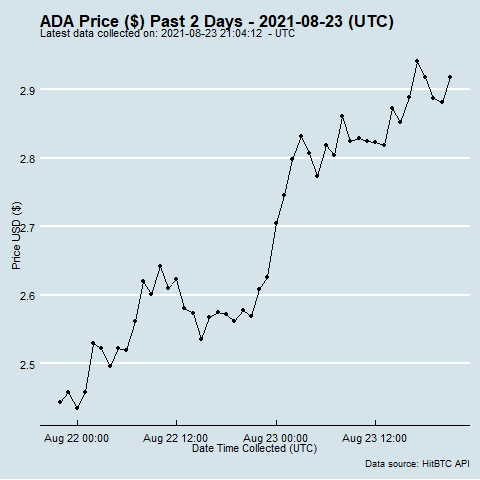 ADA Price ($) Past 2 Days - 2021-08-23 (UTC)
Latest data collected on: 2021-08-23 21:04:12 - UTC
2.9
2.8
2.7
2.6
2.5
Price USD ($)
Aug 22 00:00 Aug 22 12:00 Aug 23 00:00 Aug 23 12:00
Date Time Collected (UTC)
Data source: HitBTC API